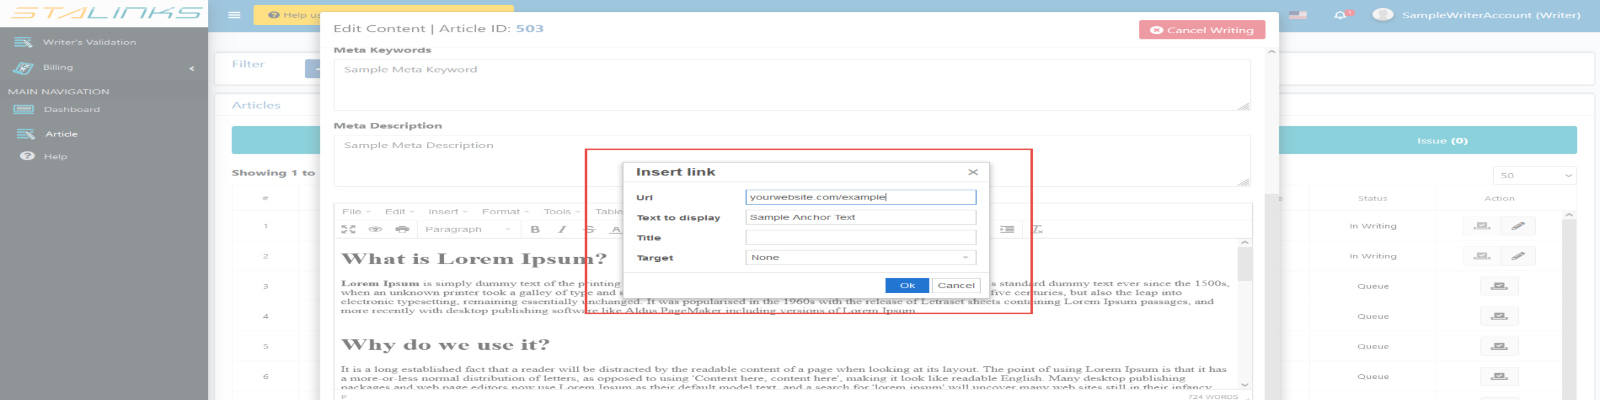 STALINKS
Help us
Edit Content | Article ID: 503
Cancel Writing
1
SampleWriterAccount (Writer)
Writer's Validation
Billing
MAIN NAVIGATION
Dashboard
Article
Help
Filter
Articles
Issue (0)
Showing 1 to
50
#
Status
Action
1
In Writing
2
In Writing
3
Queue
4
Queue
5
Queue
6
Queue
Meta Keywords
Sample Meta Keyword
Meta Description
Sample Meta Description
File
Edit
Insert
Format
Tools
Table
Paragraph
B
I
S
A
Insert link
Url
yourwebsite.com/example
Text to display
Sample Anchor Text
Title
Target
None
Ok
Cancel
What is Lorem Ipsum?
Lorem Ipsum is simply dummy text of the printing s standard dummy text ever since the 1500s,
when an unknown printer took a galley of type and s five centuries, but also the leap into
electronic typesetting, remaining essentially unchanged. It was popularised in the 1960s with the release of Letraset sheets containing Lorem Ipsum passages, and
more recently with desktop publishing software like Aldus PageMaker including versions of Lorem Ipsum
Why do we use it?
It is a long established fact that a reader will be distracted by the readable content of a page when looking at its layout. The point of using Lorem Ipsum is that it has
a more-or-less normal distribution of letters, as opposed to using 'Content here, content here', making it look like readable English. Many desktop publishing
packages and web page editors now use Lorem Ipsum as their default model text, and a search for 'lorem ipsum' will uncover many web sites still in their infancy.
P
724 WORDS